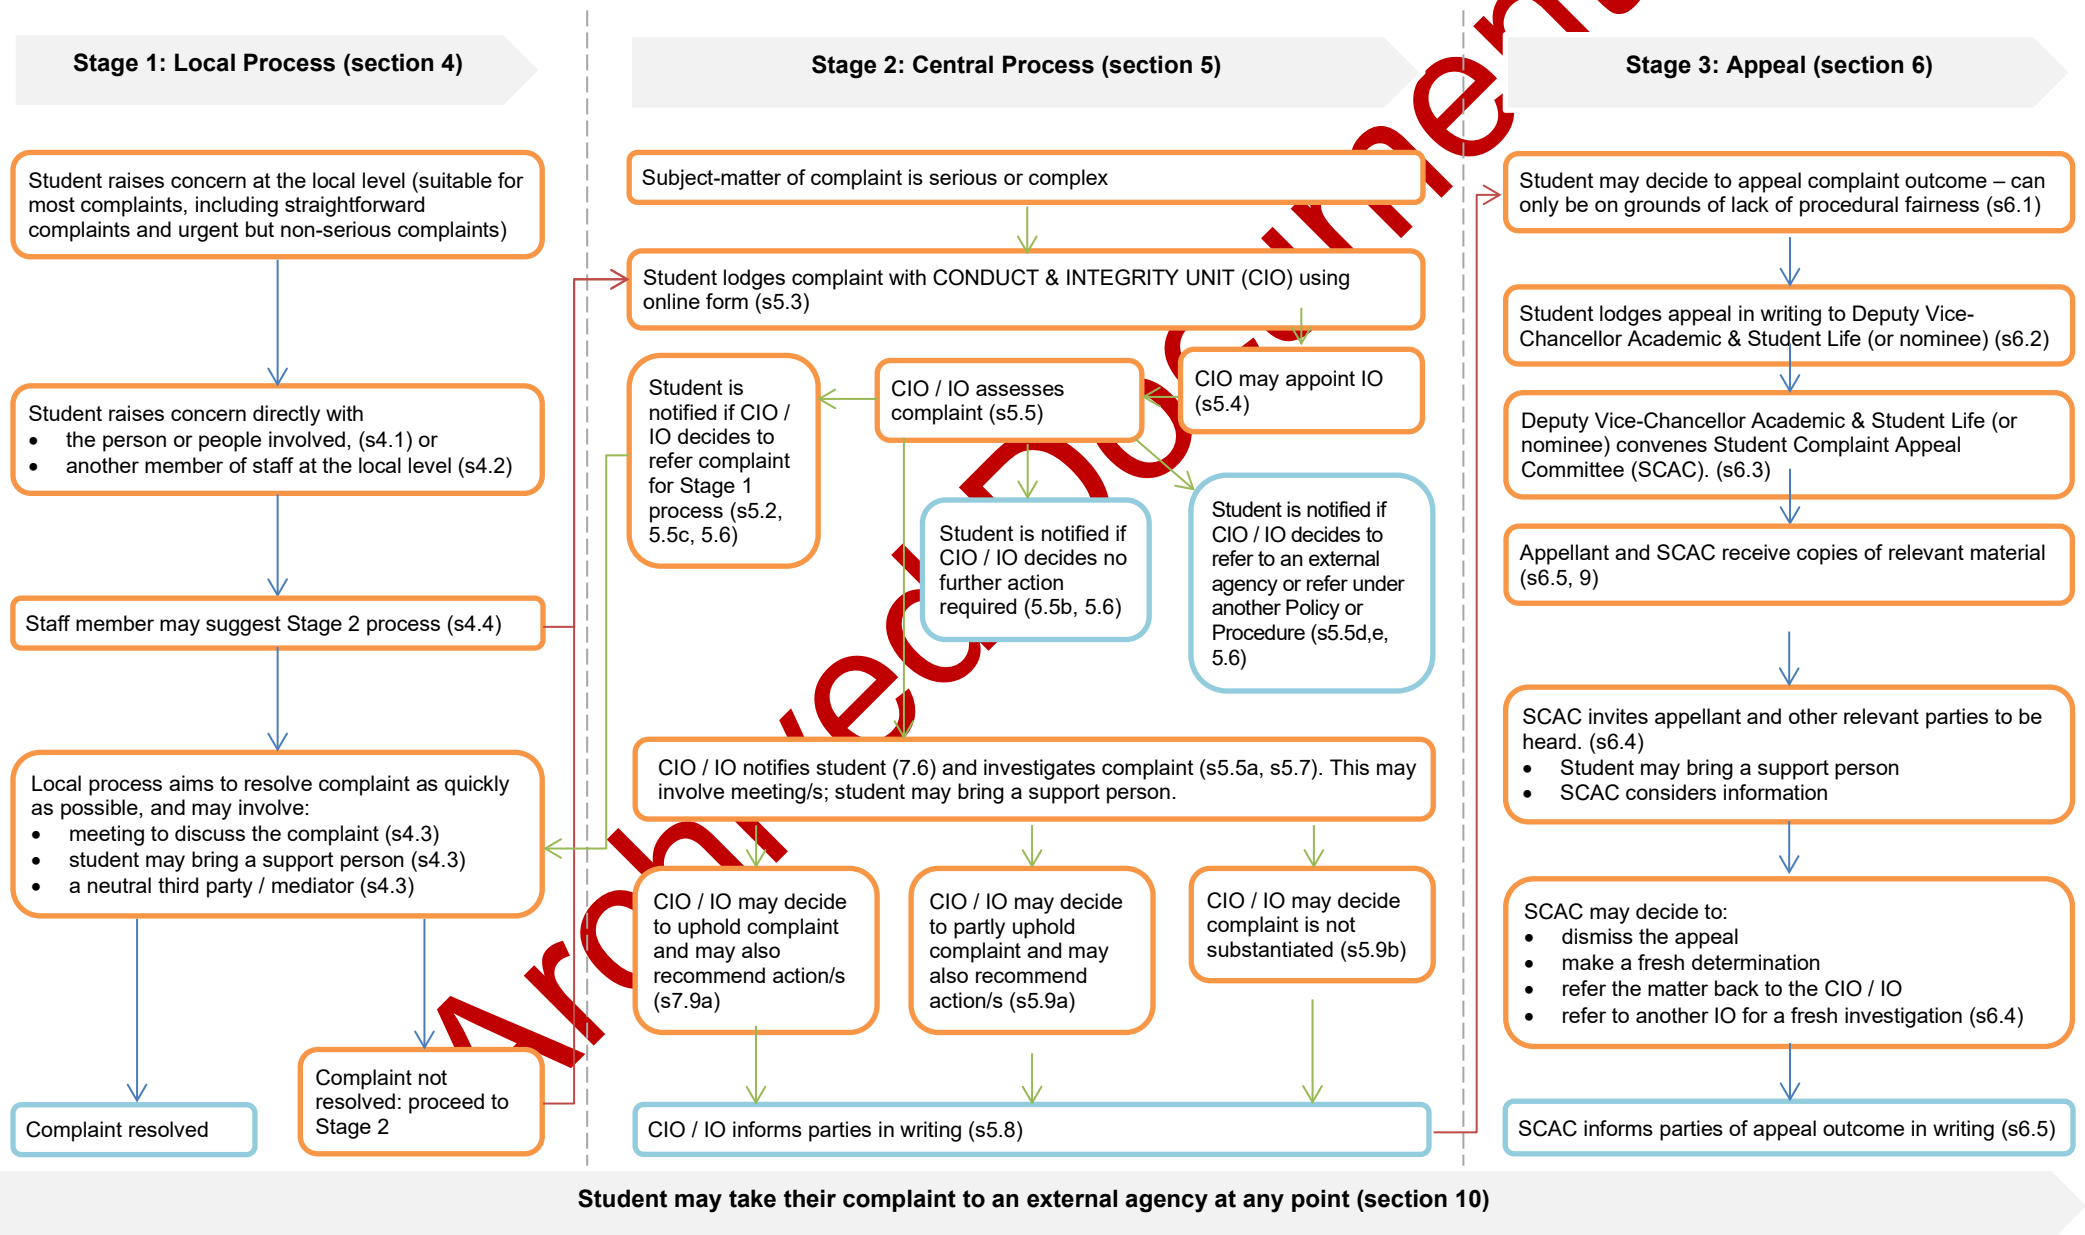 Stage 1: Local Process (section 4)
Student raises concern at the local level (suitable for
most complaints, including straightforward
complaints and urgent but non-serious complaints)
Student raises concern directly with
• the person or people involved, (s4.1) or
• another member of staff at the local level (s4.2)
Staff member may suggest Stage 2 process (s4.4)
Local process aims to resolve complaint as quickly
as possible, and may involve:
• meeting to discuss the complaint (s4.3)
• student may bring a support person (s4.3)
• a neutral third party / mediator (s4.3)
Complaint resolved
Complaint not
resolved: proceed to
Stage 2
Stage 2: Central Process (section 5)
Subject-matter of complaint is serious or complex
Student lodges complaint with CONDUCT & INTEGRITY UNIT (CIO) using
online form (s5.3)
CIO may appoint IO
(s5.4)
CIO / IO assesses
complaint (s5.5)
Student is
notified if CIO /
IO decides to
refer complaint
for Stage 1
process (s5.2,
5.5c, 5.6)
Student is notified if
CIO / IO decides no
further action
required (5.5b, 5.6)
Student is notified if
CIO / IO decides to
refer to an external
agency or refer under
another Policy or
Procedure (s5.5d,e,
5.6)
CIO / IO notifies student (7.6) and investigates complaint (s5.5a, s5.7). This may
involve meeting/s; student may bring a support person.
CIO / IO may decide
to uphold complaint
and may also
recommend action/s
(s7.9a)
CIO / IO may decide
to partly uphold
complaint and may
also recommend
action/s (s5.9a)
CIO / IO may decide
complaint is not
substantiated (s5.9b)
CIO / IO informs parties in writing (s5.8)
Stage 3: Appeal (section 6)
Student may decide to appeal complaint outcome – can
only be on grounds of lack of procedural fairness (s6.1)
Student lodges appeal in writing to Deputy Vice-
Chancellor Academic & Student Life (or nominee) (s6.2)
Deputy Vice-Chancellor Academic & Student Life (or
nominee) convenes Student Complaint Appeal
Committee (SCAC). (s6.3)
Appellant and SCAC receive copies of relevant material
(s6.5, 9)
SCAC invites appellant and other relevant parties to be
heard. (s6.4)
• Student may bring a support person
• SCAC considers information
SCAC may decide to:
• dismiss the appeal
• make a fresh determination
• refer the matter back to the CIO / IO
• refer to another IO for a fresh investigation (s6.4)
SCAC informs parties of appeal outcome in writing (s6.5)
Student may take their complaint to an external agency at any point (section 10)
Archived Document